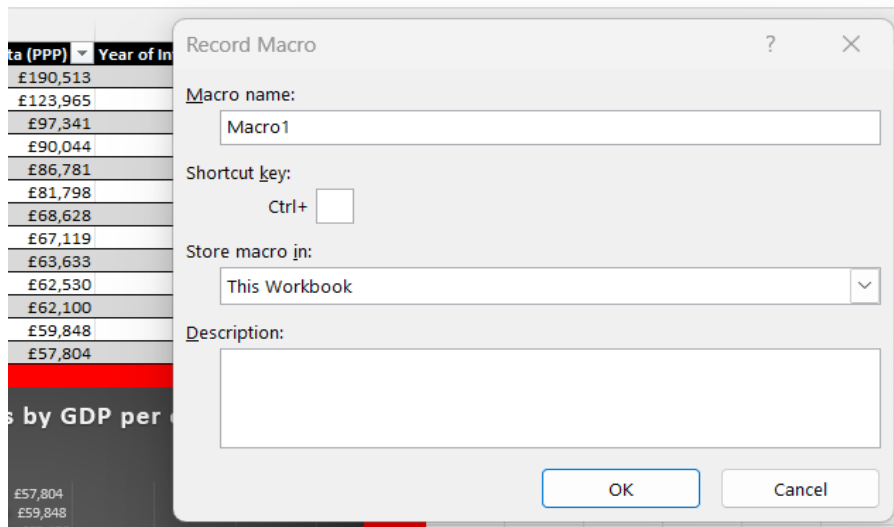 ta (PPP) Year of In
£190,513
£123,965
£97,341
£90,044
£86,781
£81,798
£68,628
£67,119
£63,633
£62,530
£62,100
£59,848
£57,804
s by GDP per
£57,804
£59,848
Record Macro ?
Macro name:
Macro1
Shortcut key:
Ctrl+
Store macro in:
This Workbook
Description:
OK Cancel